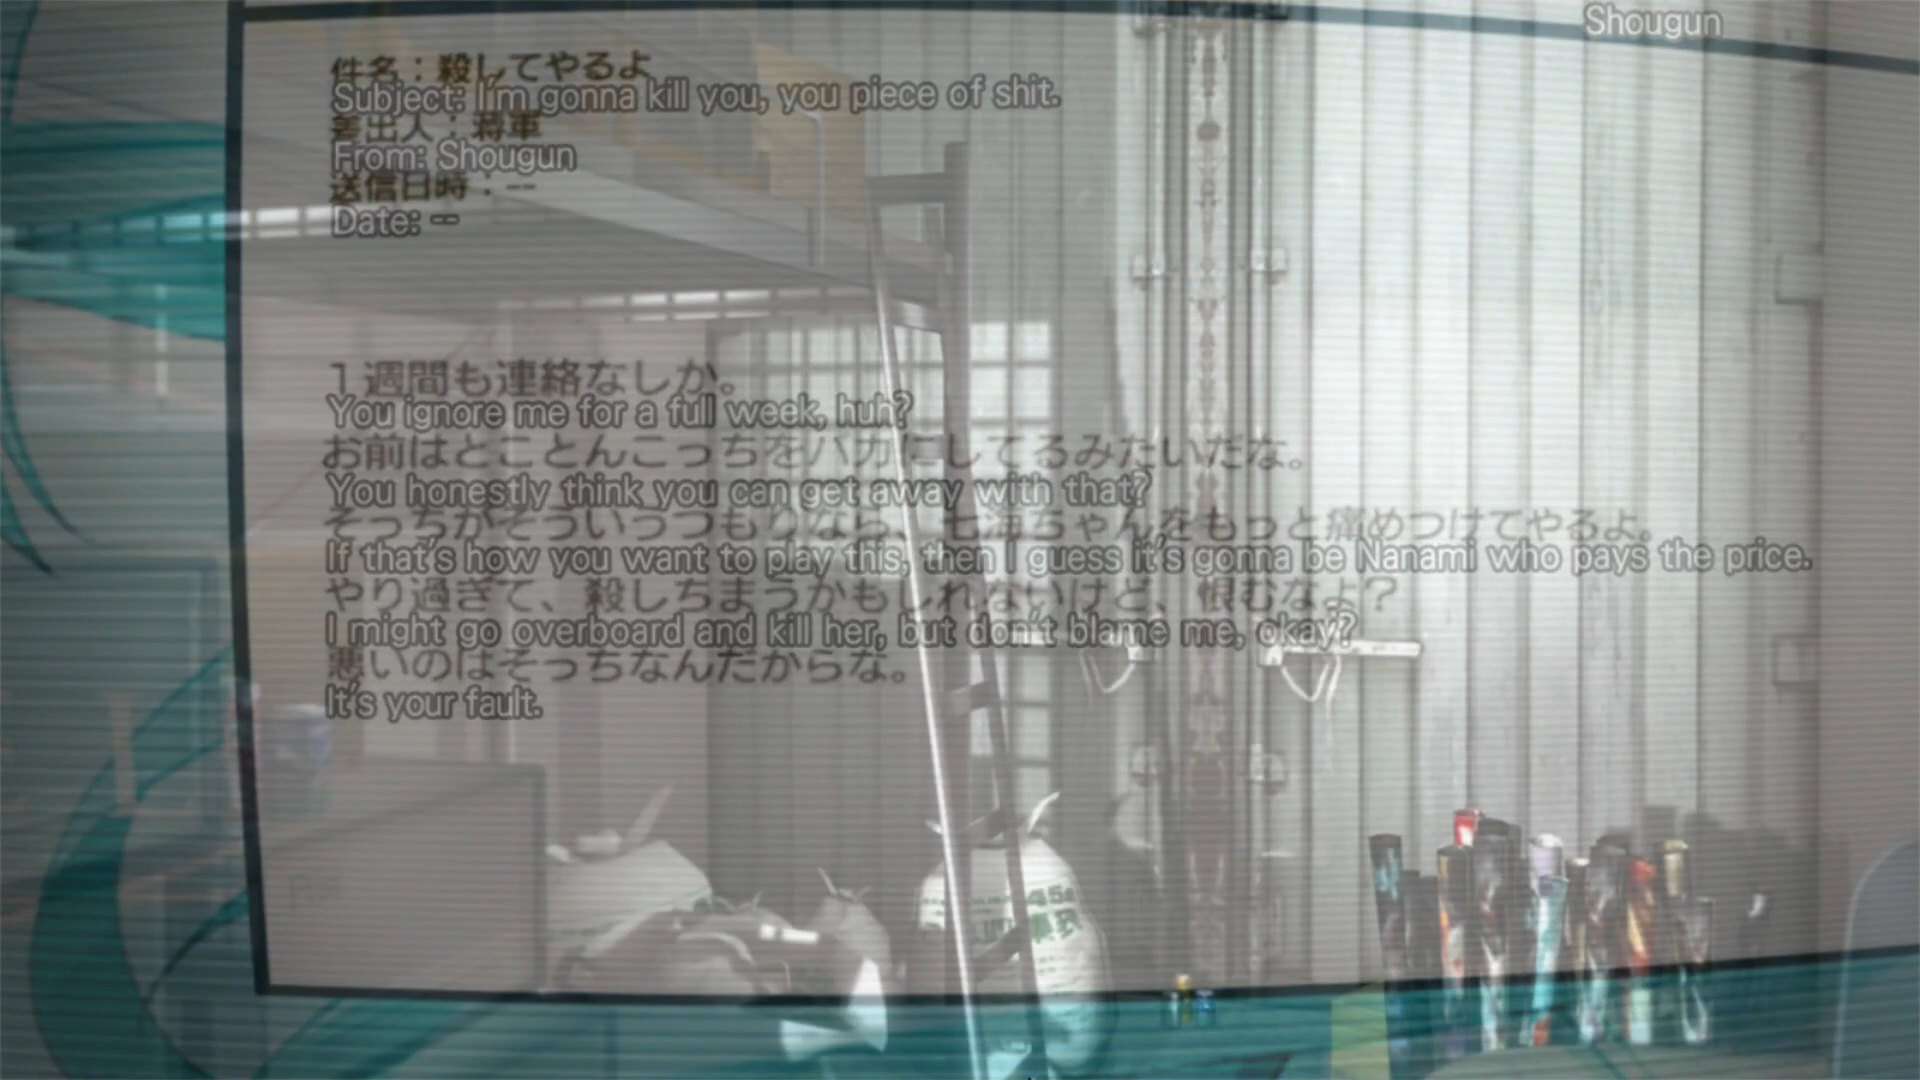 Shougun
件名：殺してやるよ
Subject: I'm gonna kill you, you piece of shit.
差出人：将軍
From: Shougun
送信日時：--
Date: --
１週間も連絡なしか。
You ignore me for a full week, huh?
お前はとことんこっちをバカにしてるみたいだな。
You honestly think you can get away with that?
そっちがそういうつもりなら、七海ちゃんをもっと痛めつけてやるよ。
If that's how you want to play this, then I guess it's gonna be Nanami who pays the price.
やり過ぎて、殺しちまうかもしれないけど、恨むなよ？
I might go overboard and kill her, but don't blame me, okay?
悪いのはそっちなんだからな。
It's your fault.
45